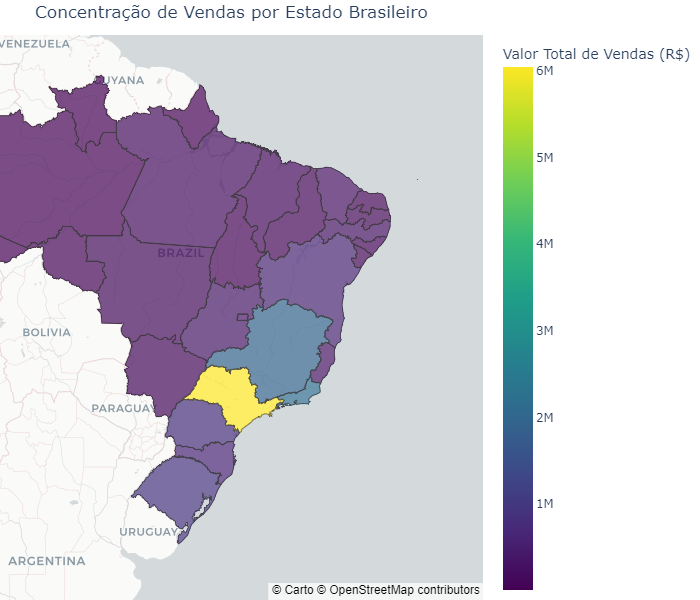 Concentração de Vendas por Estado Brasileiro
Valor Total de Vendas (R$)
6M
5M
4M
3M
2M
1M
VENEZUELA
UYANA
BRAZIL
BOLIVIA
PARAGUAY
URUGUAY
ARGENTINA
© Carto © OpenStreetMap contributors